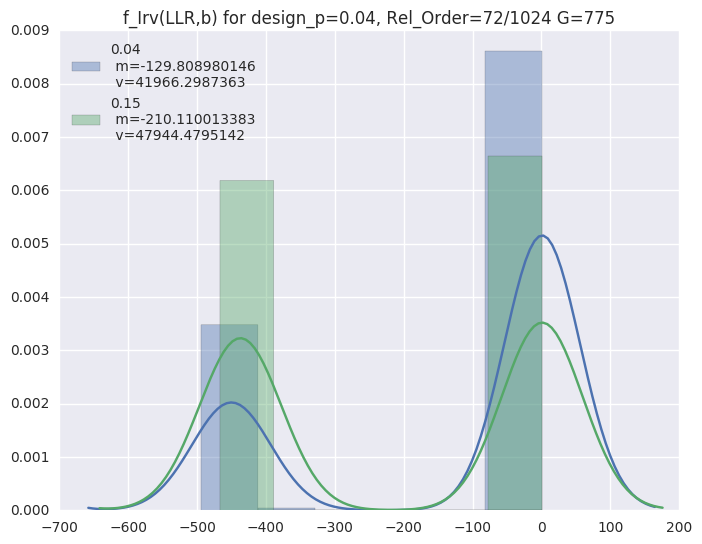 f_Irv(LLR,b) for design_p=0.04, Rel_Order=72/1024 G=775
0.009
0.008
0.007
0.006
0.005
0.004
0.003
0.002
0.001
0.000
0.04
m=-129.808980146
v=41966.2987363
0.15
m=-210.110013383
v=47944.4795142
−700 −600 −500 −400 −300 −200 −100 0 100 200